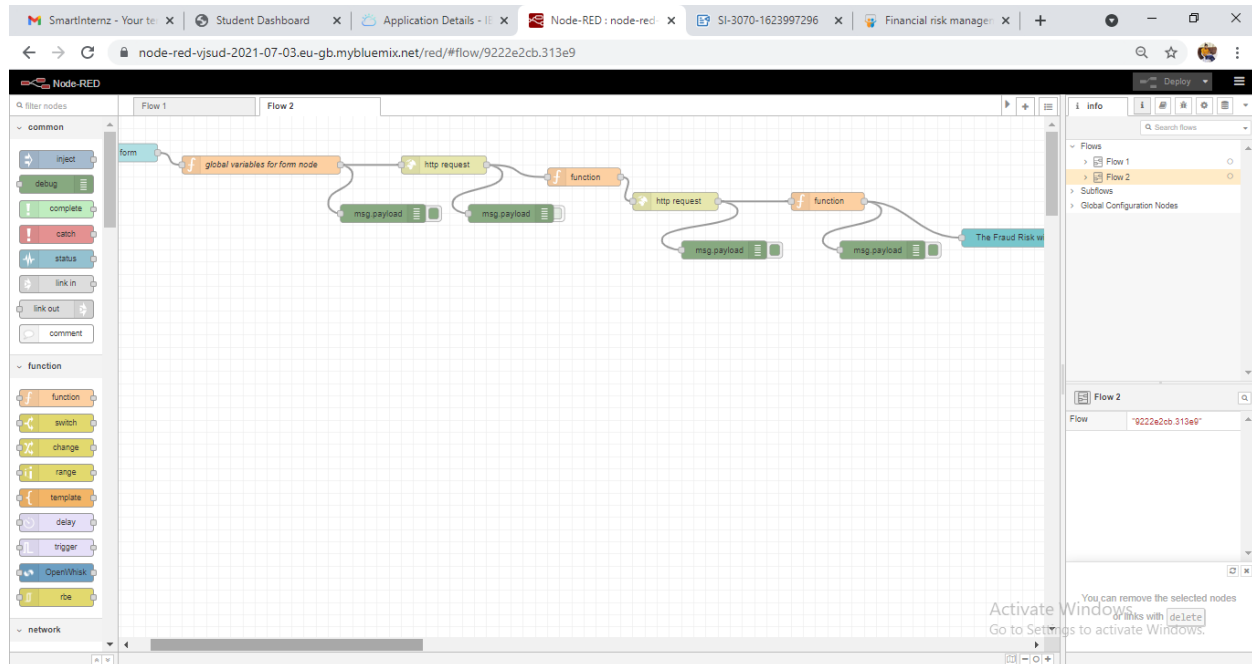 SmartInternz - Your te
Student Dashboard
Application Details - IE
Node-RED : node-red-
SI-3070-1623997296
Financial risk managem
node-red-vjsud-2021-07-03.eu-gb.mybluemix.net/red/#flow/9222e2cb.313e9
Node-RED
Deploy
filter nodes
Flow 1
Flow 2
i info
Search flows
common
inject
debug
complete
catch
status
link in
link out
comment
function
function
switch
change
range
template
delay
trigger
OpenWhisk
rbe
network
form
global variables for form node
http request
function
msg.payload
msg.payload
http request
function
msg.payload
msg.payload
The Fraud Risk wi
Flows
Flow 1
Flow 2
Subflows
Global Configuration Nodes
Flow 2
Flow
"9222e2cb.313e9"
You can remove the selected nodes
or links with delete
Activate Windows
Go to Settings to activate Windows.